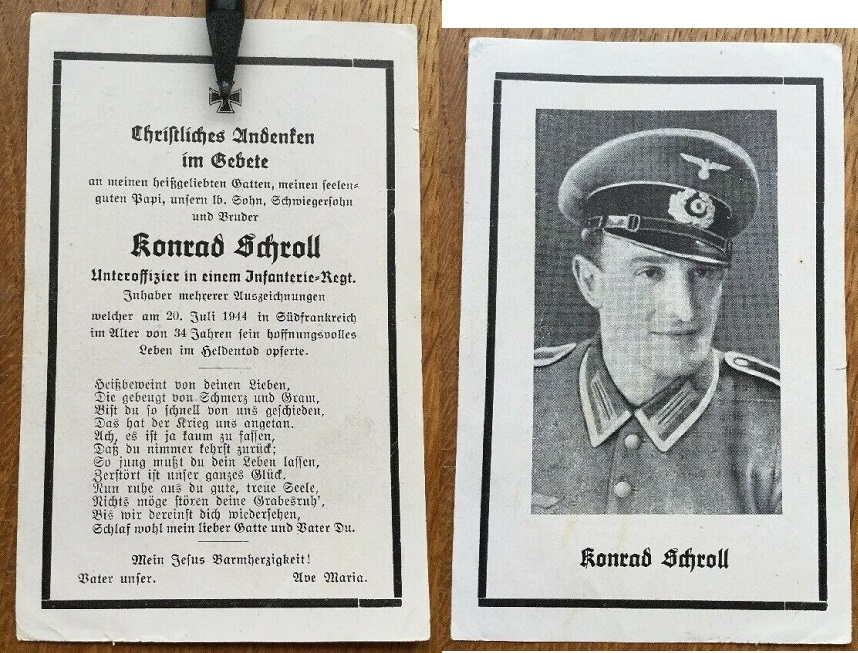 Christliches Andenken
im Gebete
an meinen heißgeliebten Gatten, meinen seelen-
guten Papi, unsern lb. Sohn, Schwiegersohn
und Bruder
Konrad Schroll
Unteroffizier in einem Infanterie-Regt.
Inhaber mehrerer Auszeichnungen
welcher am 20. Juli 1944 in Südfrankreich
im Alter von 34 Jahren sein hoffnungsvolles
Leben im Heldentod opferte.
Heißbeweint von deinen Lieben,
Die gebeugt von Schmerz und Gram,
Bist du so schnell von uns geschieden,
Das hat der Krieg uns angetan.
Ach, es ist ja kaum zu fassen,
Daß du nimmer kehrst zurück;
So jung mußt du dein Leben lassen,
Zerstört ist unser ganzes Glück.
Nun ruhe aus du gute, treue Seele,
Nichts möge stören deine Grabesruh',
Bis wir dereinst dich wiedersehen,
Schlaf wohl mein lieber Gatte und Vater Du.
Mein Jesus Barmherzigkeit!
Vater unser. Ave Maria.
Konrad Schroll